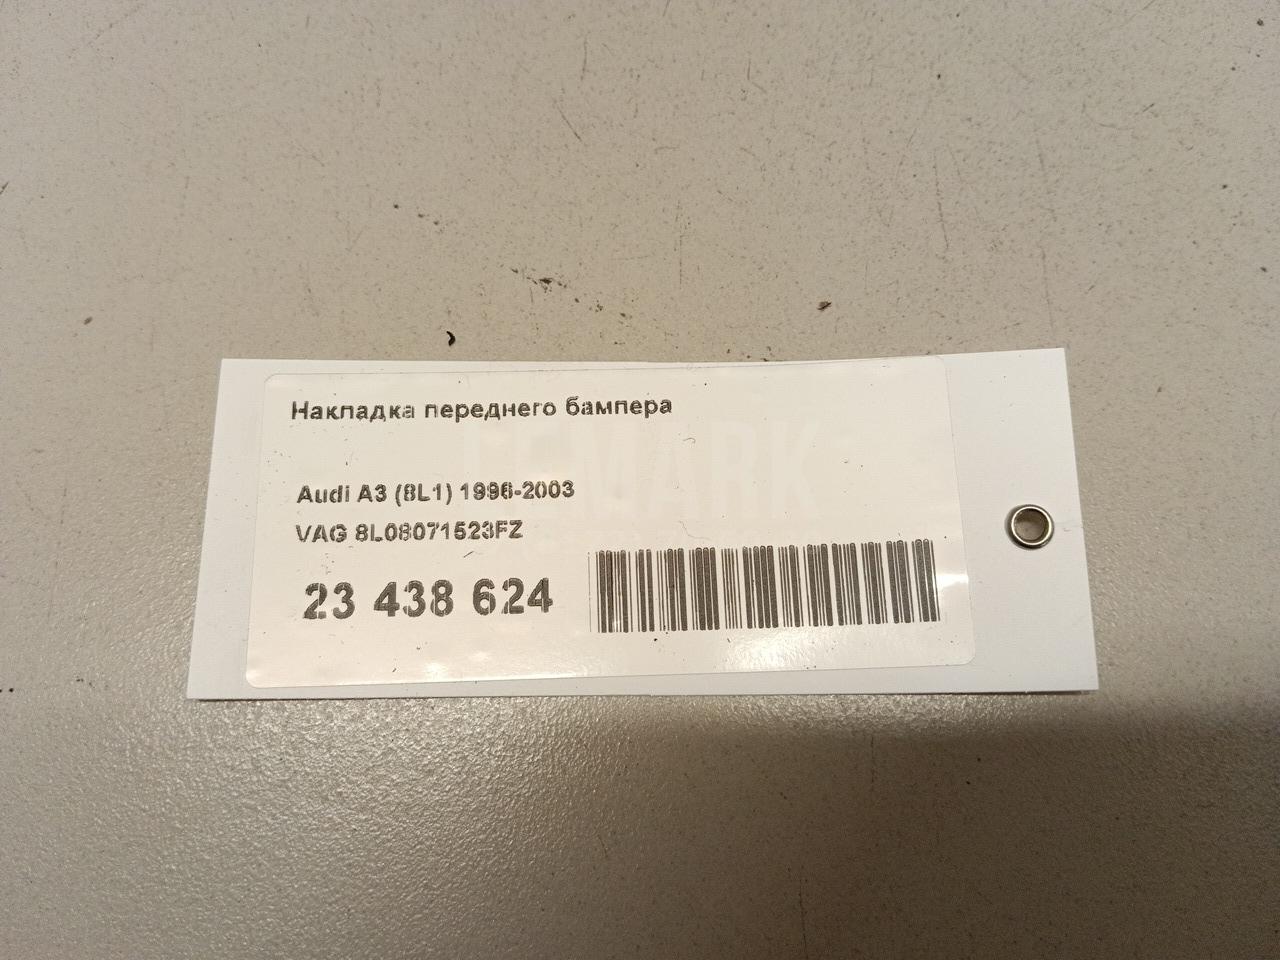 Накладка переднего бампера
Audi A3 (8L1) 1996-2003
VAG 8L08071523FZ
23 438 624